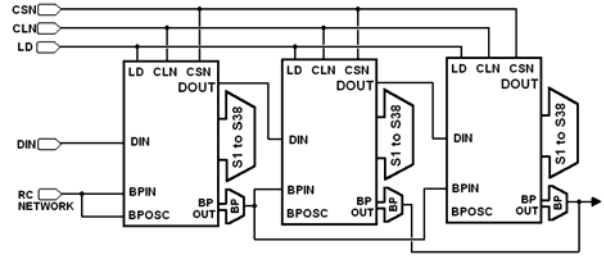 CSN
CLN
LD
LD CLN CSN
DOUT
DIN
DIN
S1 to S38
RC
NETWORK
BPIN
BPOSC
BP
OUT
BP
LD CLN CSN
DOUT
DIN
S1 to S38
BPIN
BPOSC
BP
OUT
BP
LD CLN CSN
DOUT
DIN
S1 to S38
BPIN
BPOSC
BP
OUT
BP